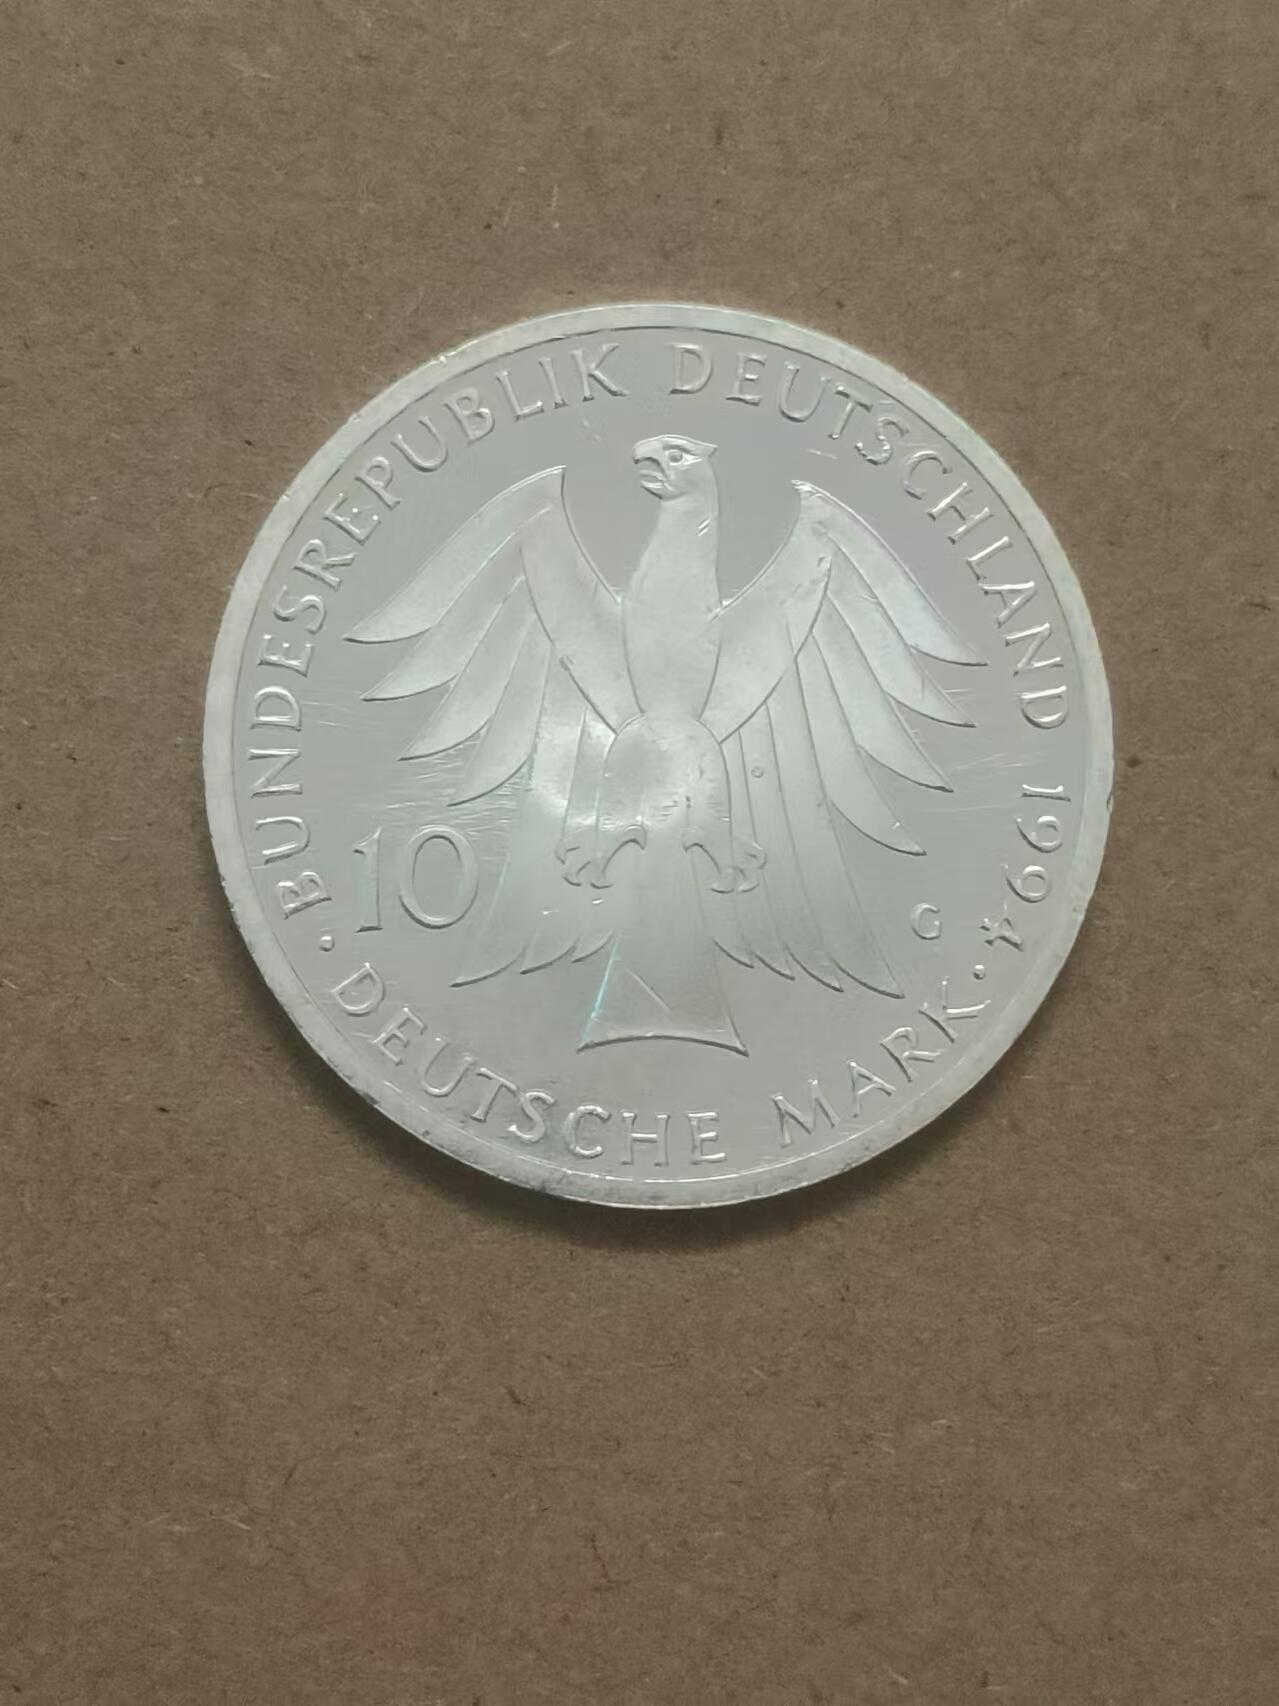 BUNDESREPUBLIK DEUTSCHLAND 1994
10
G
· DEUTSCHE MARK ·